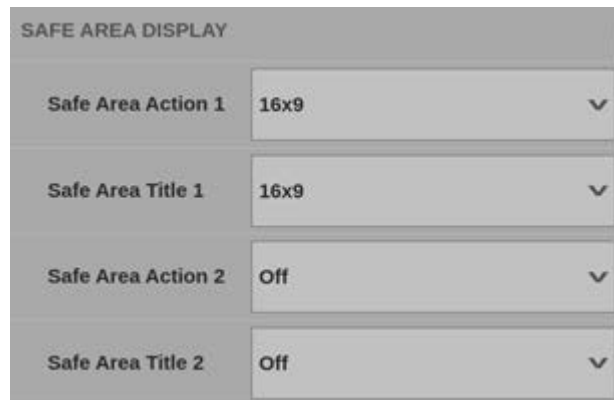 SAFE AREA DISPLAY
Safe Area Action 1 16x9
Safe Area Title 1 16x9
Safe Area Action 2 Off
Safe Area Title 2 Off